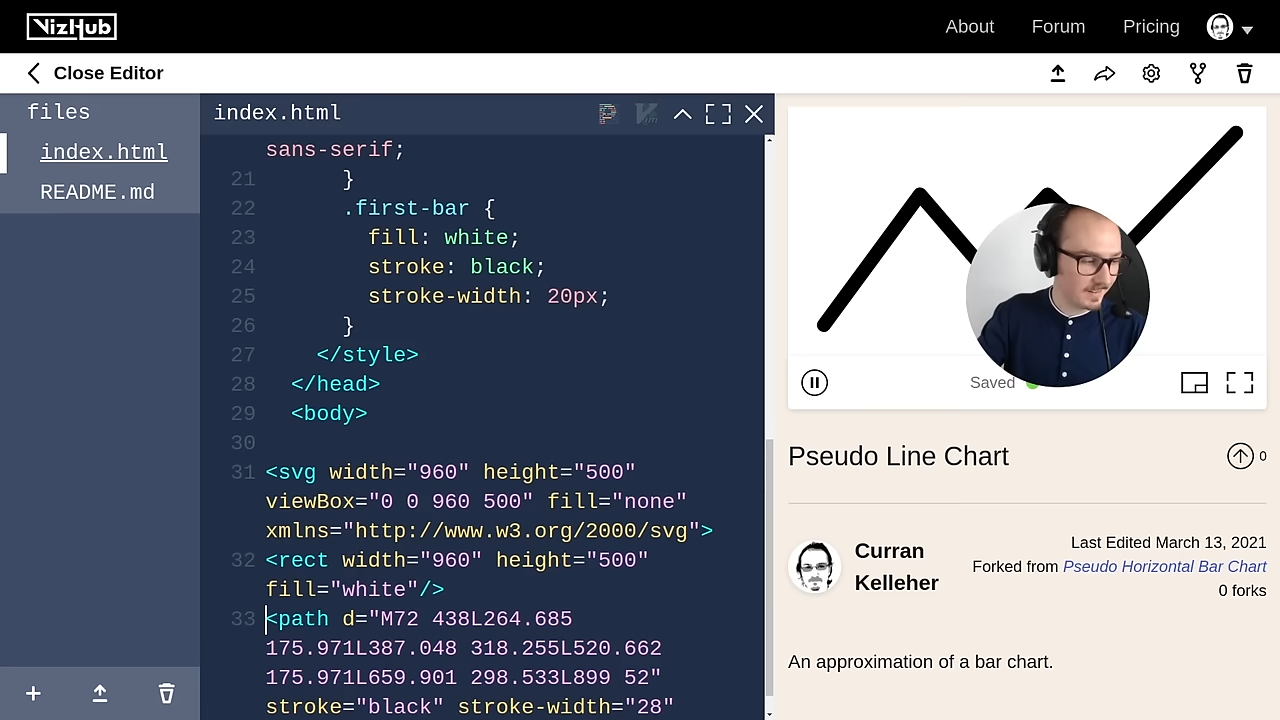 VizHub
About
Forum
Pricing
Close Editor
files
index.html
README.md
index.html
sans-serif;
21 }
22 .first-bar {
23 fill: white;
24 stroke: black;
25 stroke-width: 20px;
26 }
27 </style>
28 </head>
29 <body>
30
31 <svg width="960" height="500"
viewBox="0 0 960 500" fill="none"
xmlns="http://www.w3.org/2000/svg">
32 <rect width="960" height="500"
fill="white"/>
33 <path d="M72 438L264.685
175.971L387.048 318.255L520.662
175.971L659.901 298.533L899 52"
stroke="black" stroke-width="28"
Saved
Pseudo Line Chart
0
Curran
Kelleher
Last Edited March 13, 2021
Forked from Pseudo Horizontal Bar Chart
0 forks
An approximation of a bar chart.